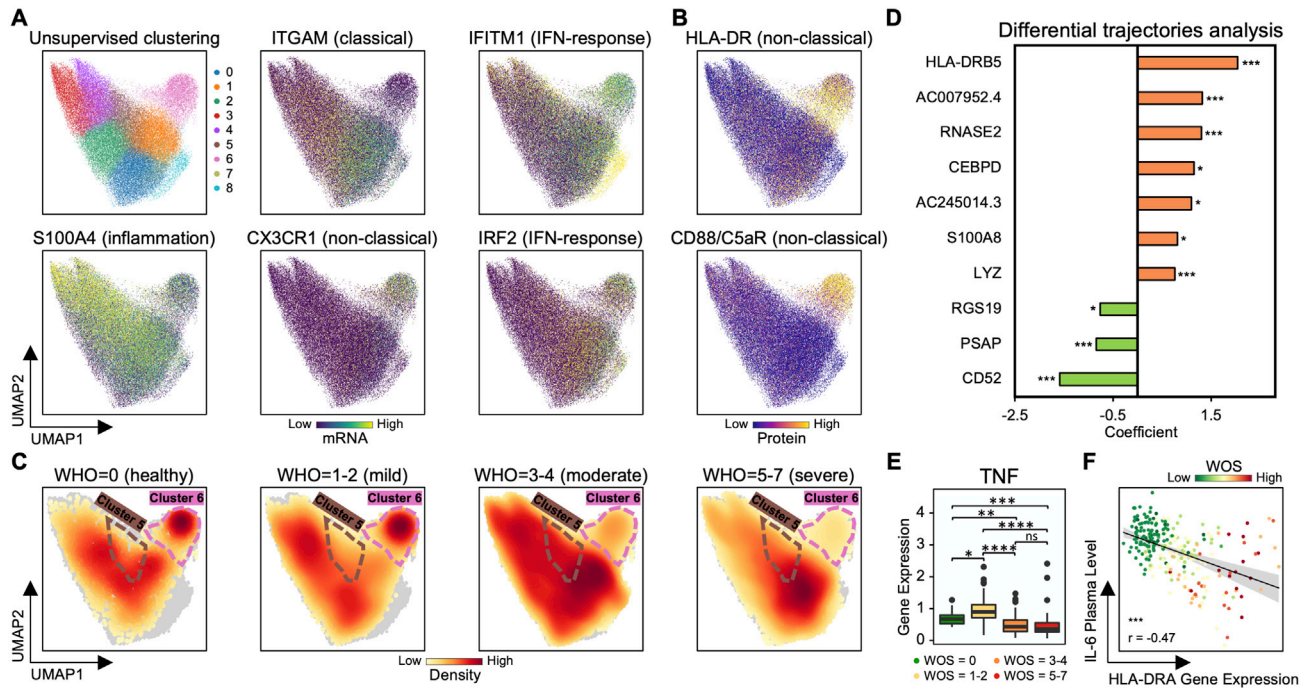 A
Unsupervised clustering
0
1
2
3
4
5
6
7
8
ITGAM (classical)
IFITM1 (IFN-response)
S100A4 (inflammation)
CX3CR1 (non-classical)
IRF2 (IFN-response)
UMAP2
UMAP1
Low High
mRNA
B
HLA-DR (non-classical)
CD88/C5aR (non-classical)
Low High
Protein
C
WHO=0 (healthy)
Cluster 5
Cluster 6
WHO=1-2 (mild)
Cluster 5
Cluster 6
WHO=3-4 (moderate)
Cluster 5
Cluster 6
WHO=5-7 (severe)
Cluster 5
Cluster 6
UMAP2
UMAP1
Low High
Density
D
Differential trajectories analysis
HLA-DRB5 ***
AC007952.4 ***
RNASE2 ***
CEBPD *
AC245014.3 *
S100A8 *
LYZ ***
RGS19 *
PSAP ***
CD52 ***
-2.5 -0.5 1.5
Coefficient
E
TNF
Gene Expression
4
3
2
1
0
***
**
****
ns
* ****
WOS = 0 WOS = 3-4
WOS = 1-2 WOS = 5-7
F
WOS
Low High
IL-6 Plasma Level
***
r = -0.47
HLA-DRA Gene Expression